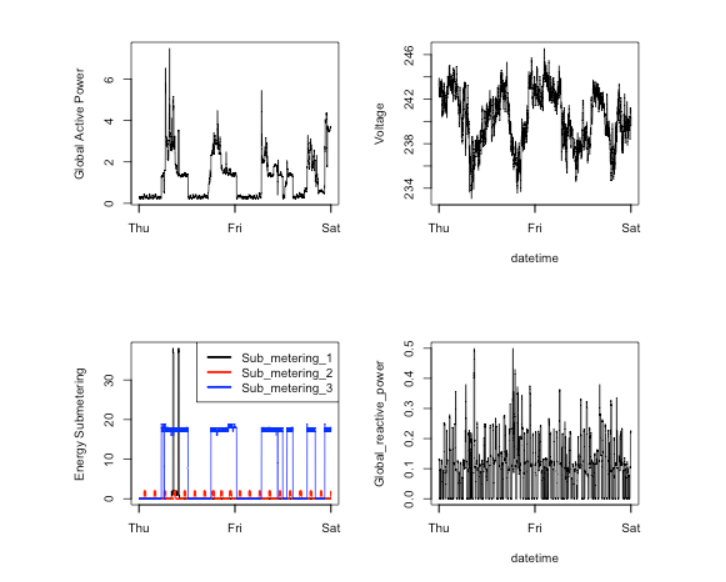 Global Active Power
6
4
2
0
Thu
Fri
Sat
Voltage
246
242
238
234
Thu
Fri
Sat
datetime
Energy Submetering
30
20
10
0
Sub_metering_1
Sub_metering_2
Sub_metering_3
Thu
Fri
Sat
Global_reactive_power
0.5
0.4
0.3
0.2
0.1
0.0
Thu
Fri
Sat
datetime